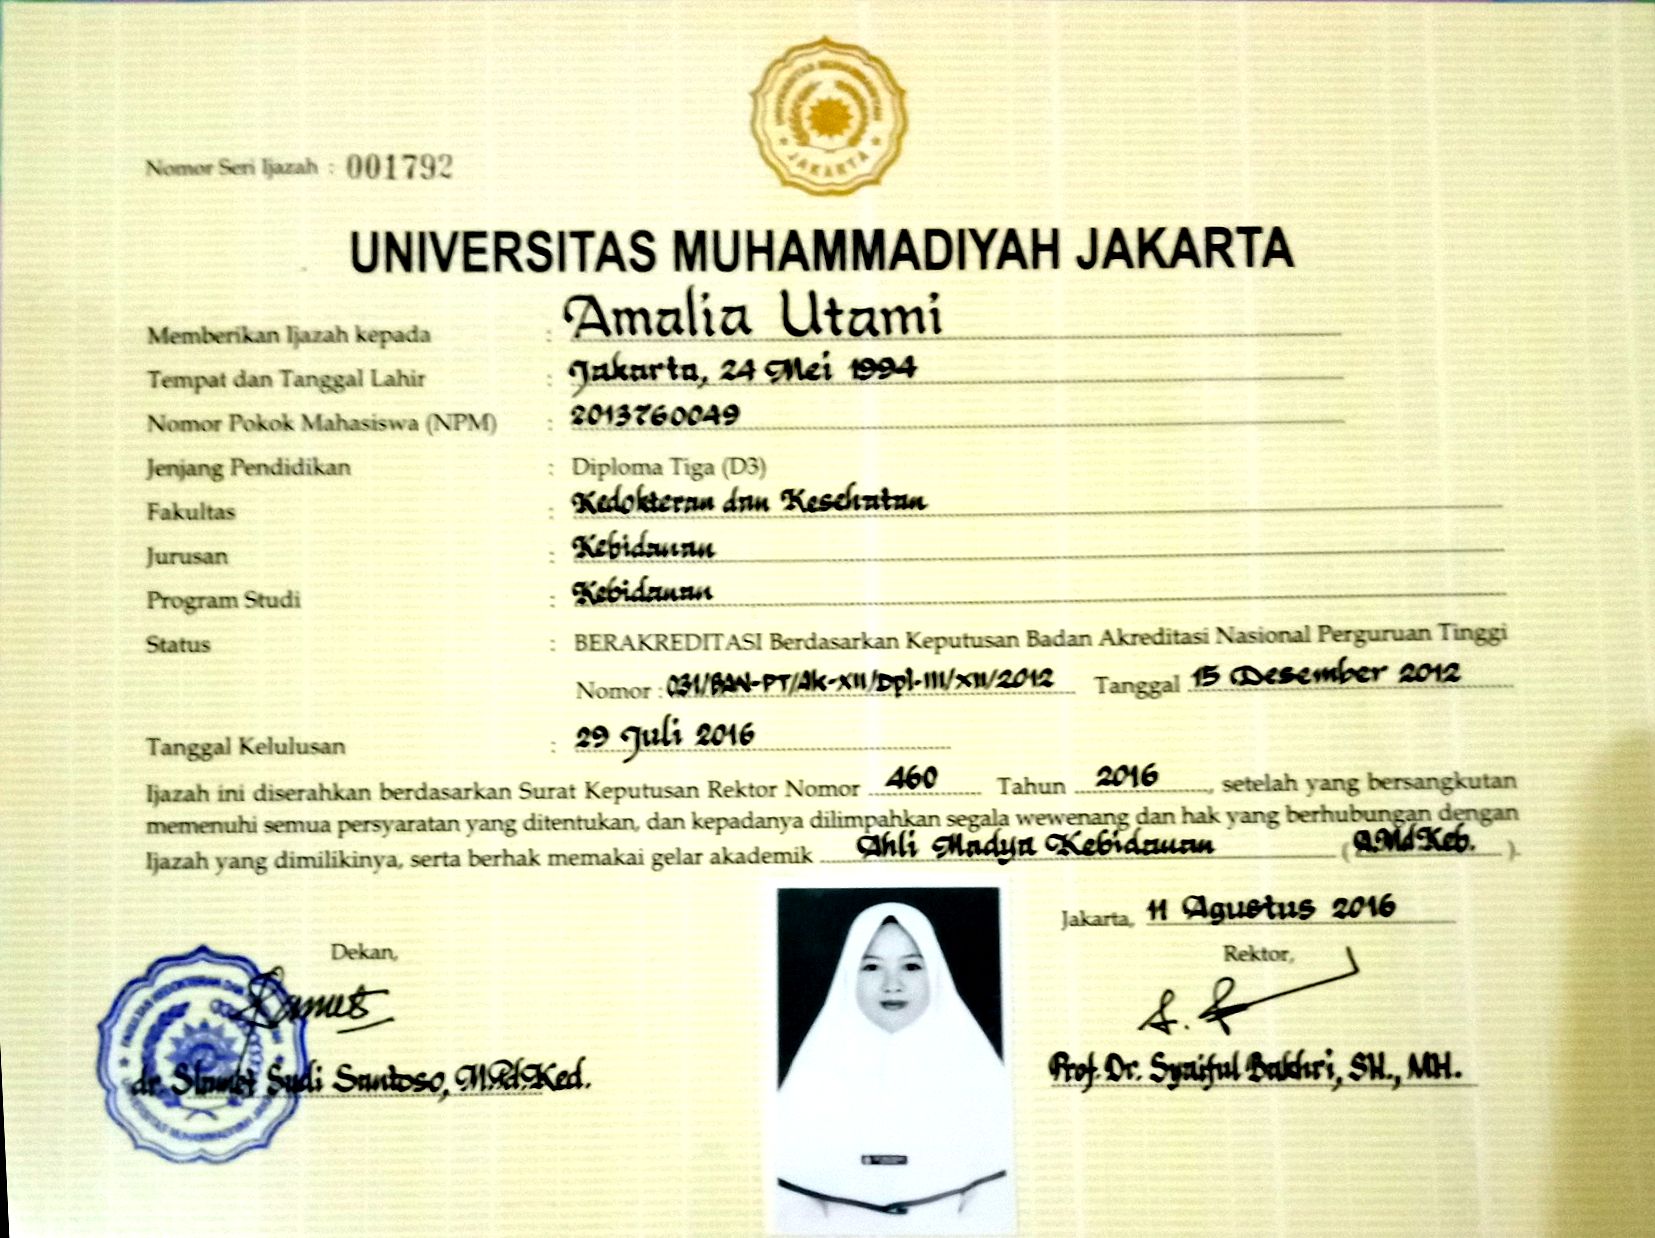 JAKARTA
Nomor Seri Ijazah : 001792
UNIVERSITAS MUHAMMADIYAH JAKARTA
Memberikan Ijazah kepada : Amalia Utami
Tempat dan Tanggal Lahir : Jakarta, 24 Mei 1994
Nomor Pokok Mahasiswa (NPM) : 2013760049
Jenjang Pendidikan : Diploma Tiga (D3)
Fakultas : Kedokteran dan Kesehatan
Jurusan : Kebidanan
Program Studi : Kebidanan
Status : BERAKREDITASI Berdasarkan Keputusan Badan Akreditasi Nasional Perguruan Tinggi
Nomor : 031/BAN-PT/Ak-XII/Dpl-III/XII/2012 Tanggal 15 Desember 2012
Tanggal Kelulusan : 29 Juli 2016
Ijazah ini diserahkan berdasarkan Surat Keputusan Rektor Nomor 460 Tahun 2016, setelah yang bersangkutan
memenuhi semua persyaratan yang ditentukan, dan kepadanya dilimpahkan segala wewenang dan hak yang berhubungan dengan
Ijazah yang dimilikinya, serta berhak memakai gelar akademik Ahli Madya Kebidanan (A.Md.Keb. ).
Jakarta, 11 Agustus 2016
Dekan,
Rektor,
dr. Slamet Sudi Santoso, M.Pd.Ked.
Prof. Dr. Syaiful Bakhri, SH., MH.